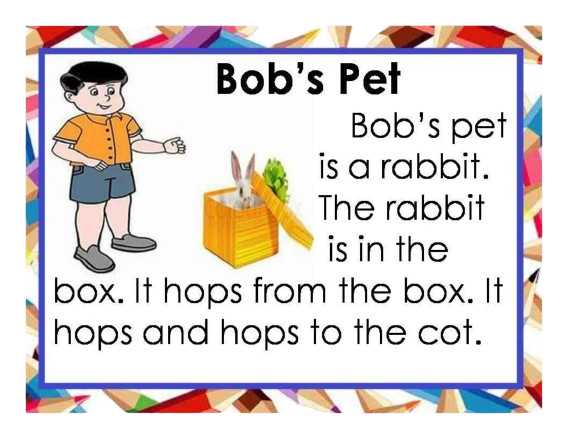 Bob's Pet
Bob's pet
is a rabbit.
The rabbit
is in the
box. It hops from the box. It
hops and hops to the cot.